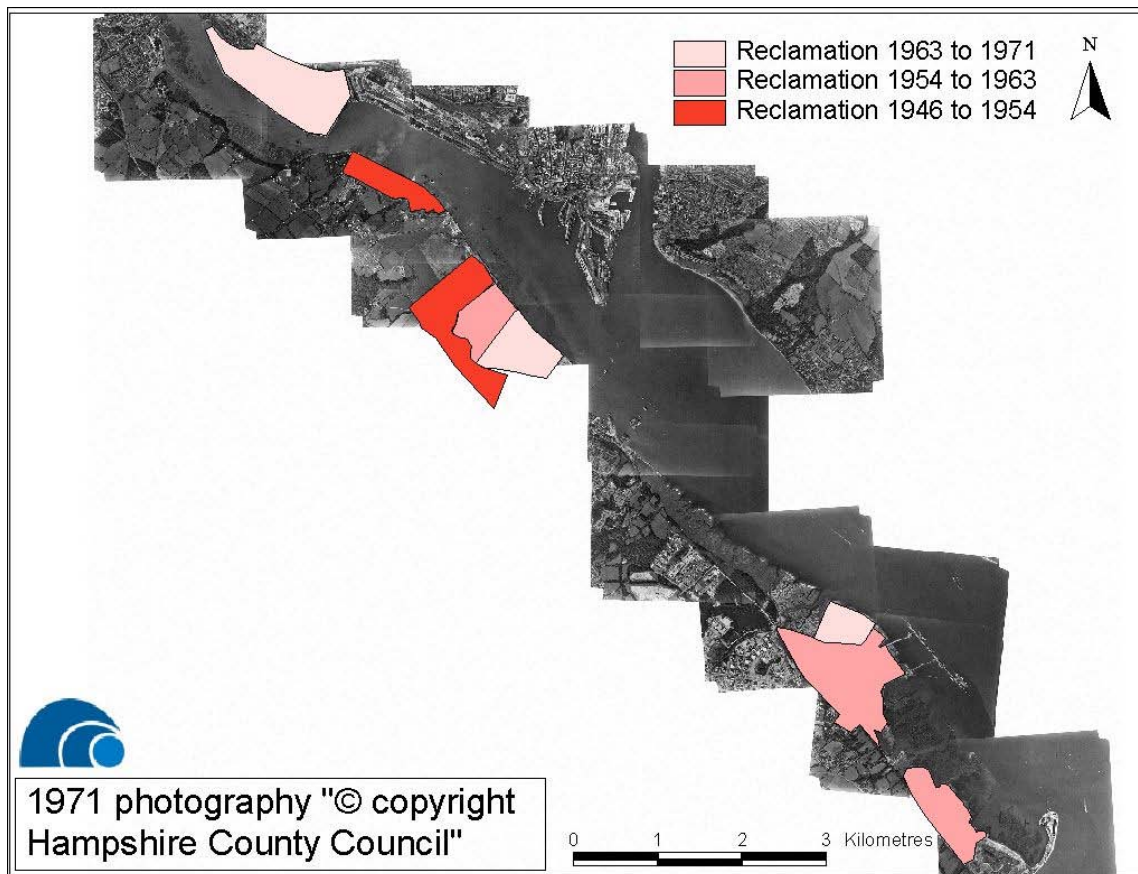 Reclamation 1963 to 1971
Reclamation 1954 to 1963
Reclamation 1946 to 1954
N
1971 photography "© copyright
Hampshire County Council"
0 1 2 3 Kilometres